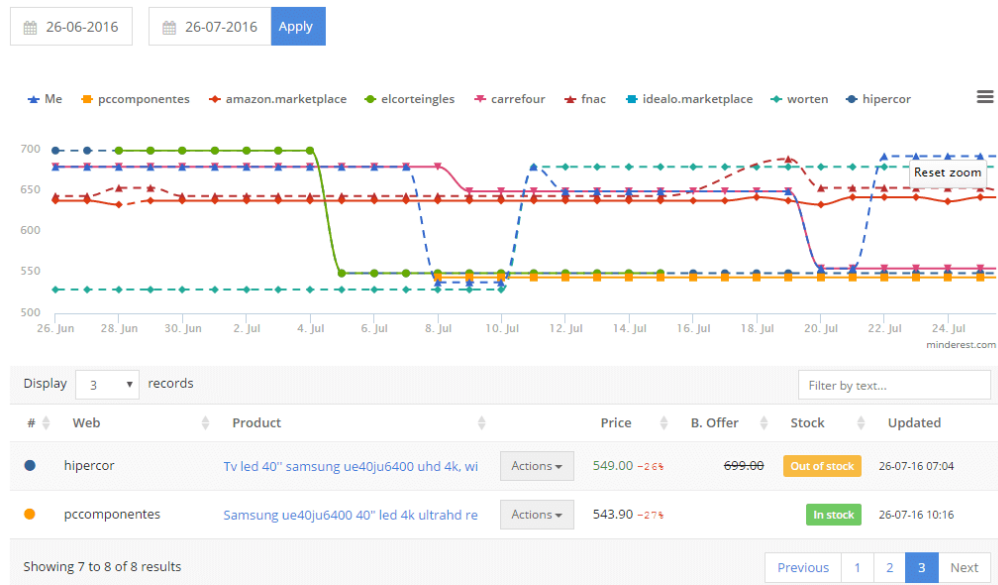 26-06-2016 26-07-2016 Apply
Me pccomponentes amazon.marketplace elcorteingles carrefour fnac idealo.marketplace worten hipercor
700
650
600
550
500
Reset zoom
26. Jun 28. Jun 30. Jun 2. Jul 4. Jul 6. Jul 8. Jul 10. Jul 12. Jul 14. Jul 16. Jul 18. Jul 20. Jul 22. Jul 24. Jul
minderest.com
Display 3 records Filter by text...
# Web Product Price B. Offer Stock Updated
hipercor Tv led 40" samsung ue40ju6400 uhd 4k, wi Actions 549.00 -26% 699.00 Out of stock 26-07-16 07:04
pccomponentes Samsung ue40ju6400 40" led 4k ultrahd re Actions 543.90 -27% In stock 26-07-16 10:16
Showing 7 to 8 of 8 results Previous 1 2 3 Next